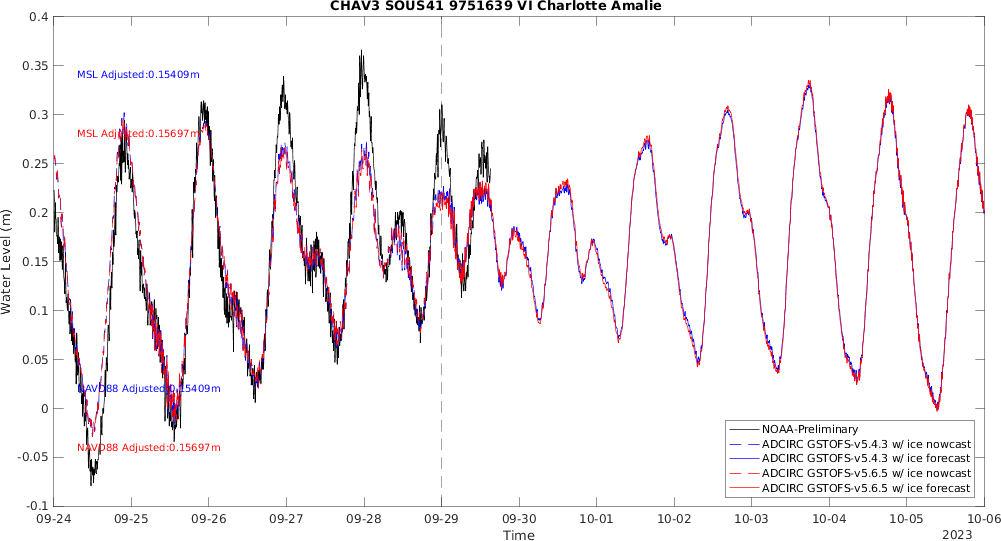 CHAV3 SOUS41 9751639 VI Charlotte Amalie
0.4
0.35
0.3
0.25
0.2
0.15
0.1
0.05
0
-0.05
-0.1
Water Level (m)
MSL Adjusted:0.15409m
MSL Adjusted:0.15697m
NAVD88 Adjusted:0.15409m
NAVD88 Adjusted:0.15697m
NOAA-Preliminary
ADCIRC GSTOFS-v5.4.3 w/ ice nowcast
ADCIRC GSTOFS-v5.4.3 w/ ice forecast
ADCIRC GSTOFS-v5.6.5 w/ ice nowcast
ADCIRC GSTOFS-v5.6.5 w/ ice forecast
09-24 09-25 09-26 09-27 09-28 09-29 09-30 10-01 10-02 10-03 10-04 10-05 10-06
Time
2023